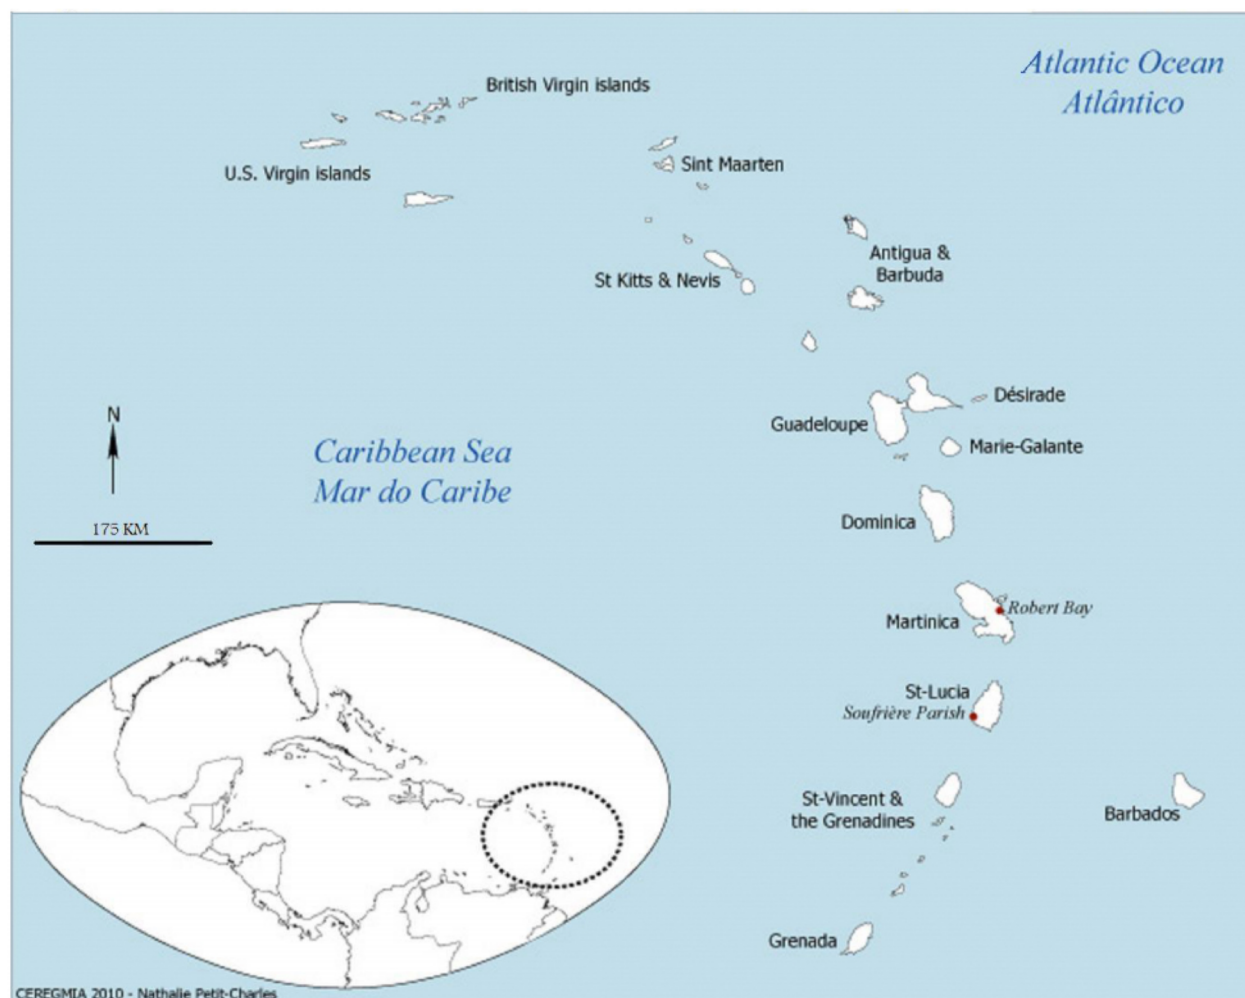 Atlantic Ocean
Atlântico
British Virgin islands
Sint Maarten
U.S. Virgin islands
Antigua &
Barbuda
St Kitts & Nevis
Désirade
Guadeloupe
Marie-Galante
N
Caribbean Sea
Mar do Caribe
175 KM
Dominica
Robert Bay
Martinica
St-Lucia
Soufrière Parish
St-Vincent &
the Grenadines
Barbados
Grenada
CEREGMIA 2010 - Nathalie Petit-Charles